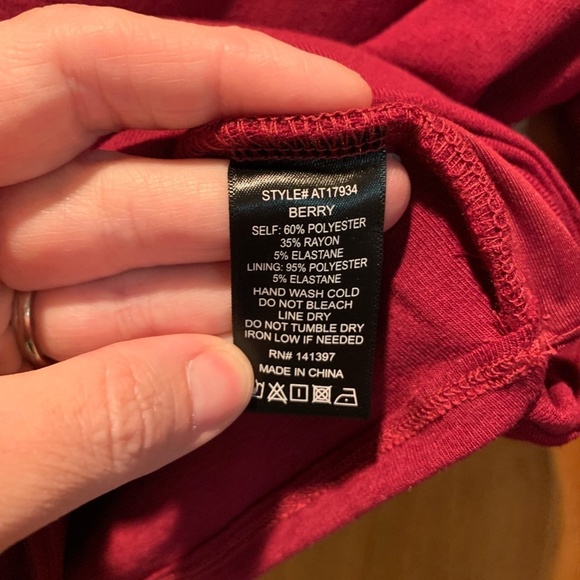 STYLE# AT17934
BERRY
SELF: 60% POLYESTER
35% RAYON
5% ELASTANE
LINING: 95% POLYESTER
5% ELASTANE
HAND WASH COLD
DO NOT BLEACH
LINE DRY
DO NOT TUMBLE DRY
IRON LOW IF NEEDED
RN# 141397
MADE IN CHINA